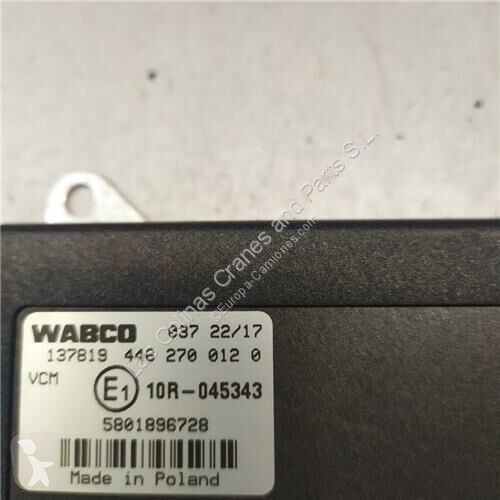 WABCO 037 22/17
137819 446 270 012 0
VCM E1 10R-045343
5801896728
Made in Poland
Las Colinas Cranes and Parts S.L.
©Europa-Camiones.com